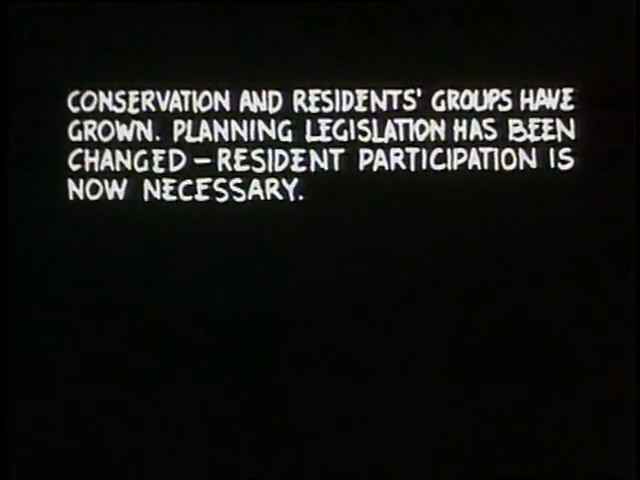 CONSERVATION AND RESIDENTS' GROUPS HAVE
GROWN. PLANNING LEGISLATION HAS BEEN
CHANGED – RESIDENT PARTICIPATION IS
NOW NECESSARY.